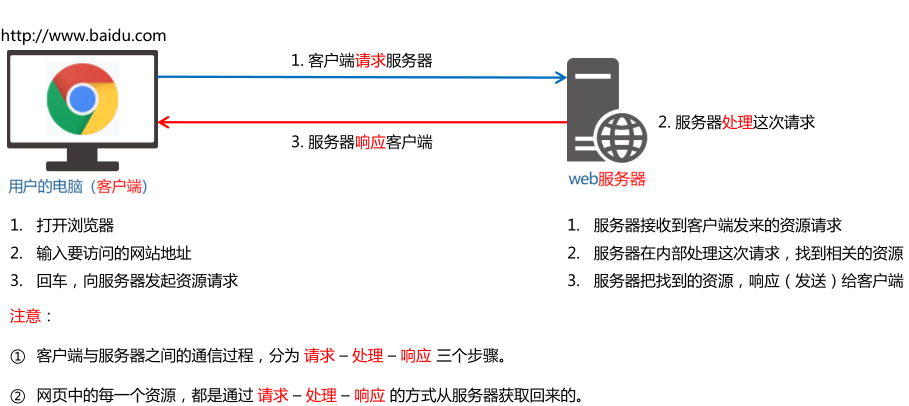 http://www.baidu.com
1. 客户端请求服务器
2. 服务器处理这次请求
3. 服务器响应客户端
用户的电脑（客户端）
web服务器
1. 打开浏览器
2. 输入要访问的网站地址
3. 回车，向服务器发起资源请求
1. 服务器接收到客户端发来的资源请求
2. 服务器在内部处理这次请求，找到相关的资源
3. 服务器把找到的资源，响应（发送）给客户端
注意：
① 客户端与服务器之间的通信过程，分为 请求 – 处理 – 响应 三个步骤。
② 网页中的每一个资源，都是通过 请求 – 处理 – 响应 的方式从服务器获取回来的。